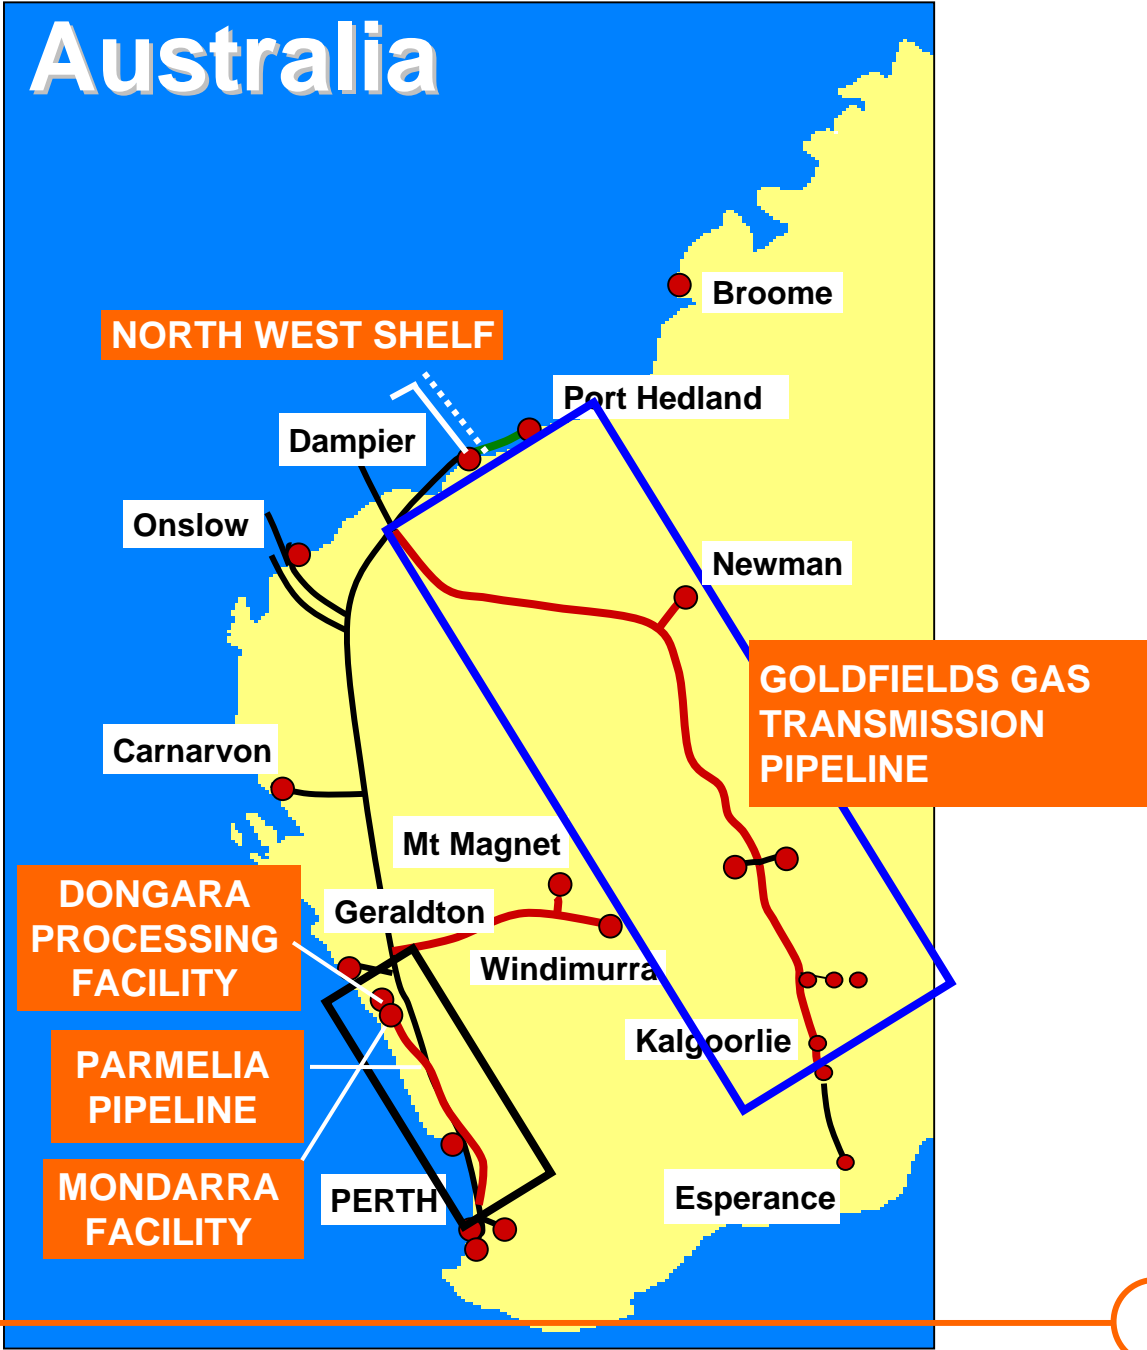 Australia
Broome
NORTH WEST SHELF
Port Hedland
Dampier
Onslow
Newman
GOLDFIELDS GAS
TRANSMISSION
PIPELINE
Carnarvon
Mt Magnet
DONGARA
PROCESSING
FACILITY
Geraldton
Windimurra
Kalgoorlie
PARMELIA
PIPELINE
MONDARRA
FACILITY
PERTH
Esperance